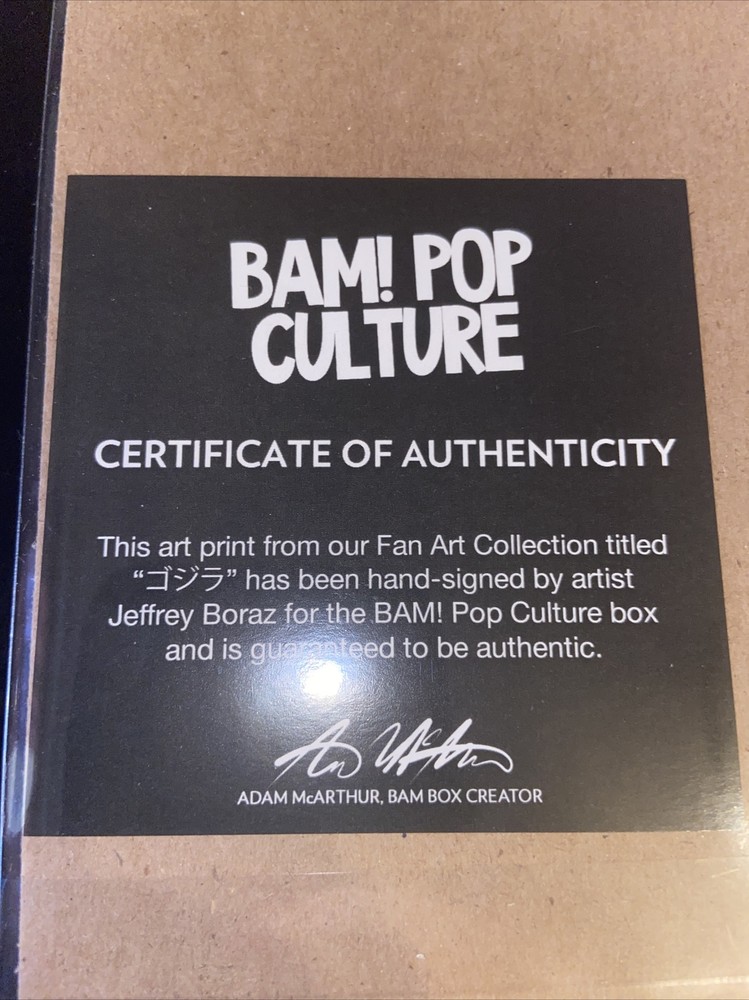 BAM! POP
CULTURE
CERTIFICATE OF AUTHENTICITY
This art print from our Fan Art Collection titled
“ゴジラ” has been hand-signed by artist
Jeffrey Boraz for the BAM! Pop Culture box
and is guaranteed to be authentic.
ADAM McARTHUR, BAM BOX CREATOR